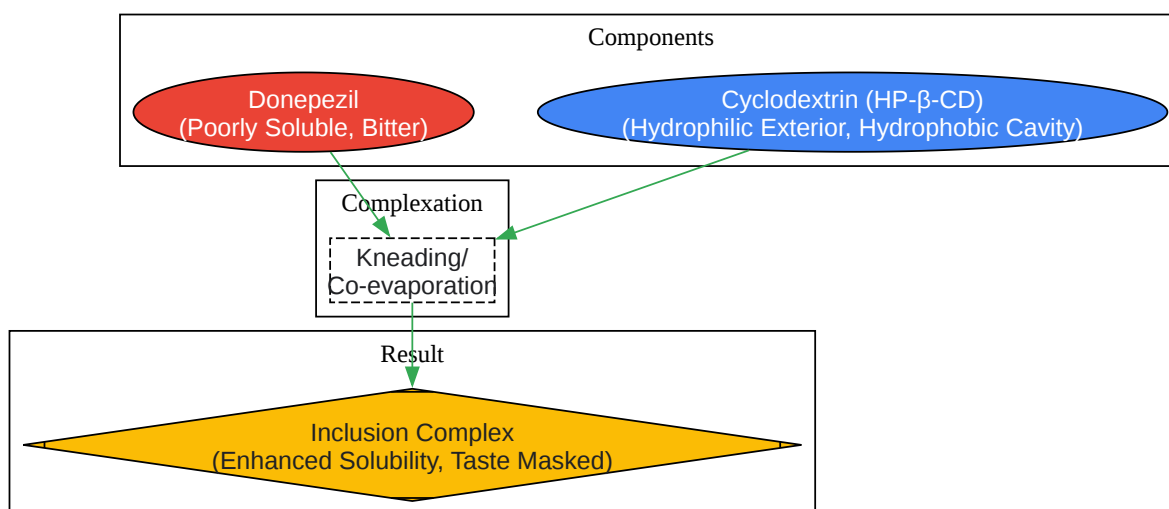 Components
Donepezil
(Poorly Soluble, Bitter)
Cyclodextrin (HP-β-CD)
(Hydrophilic Exterior, Hydrophobic Cavity)
Complexation
Kneading/
Co-evaporation
Result
Inclusion Complex
(Enhanced Solubility, Taste Masked)